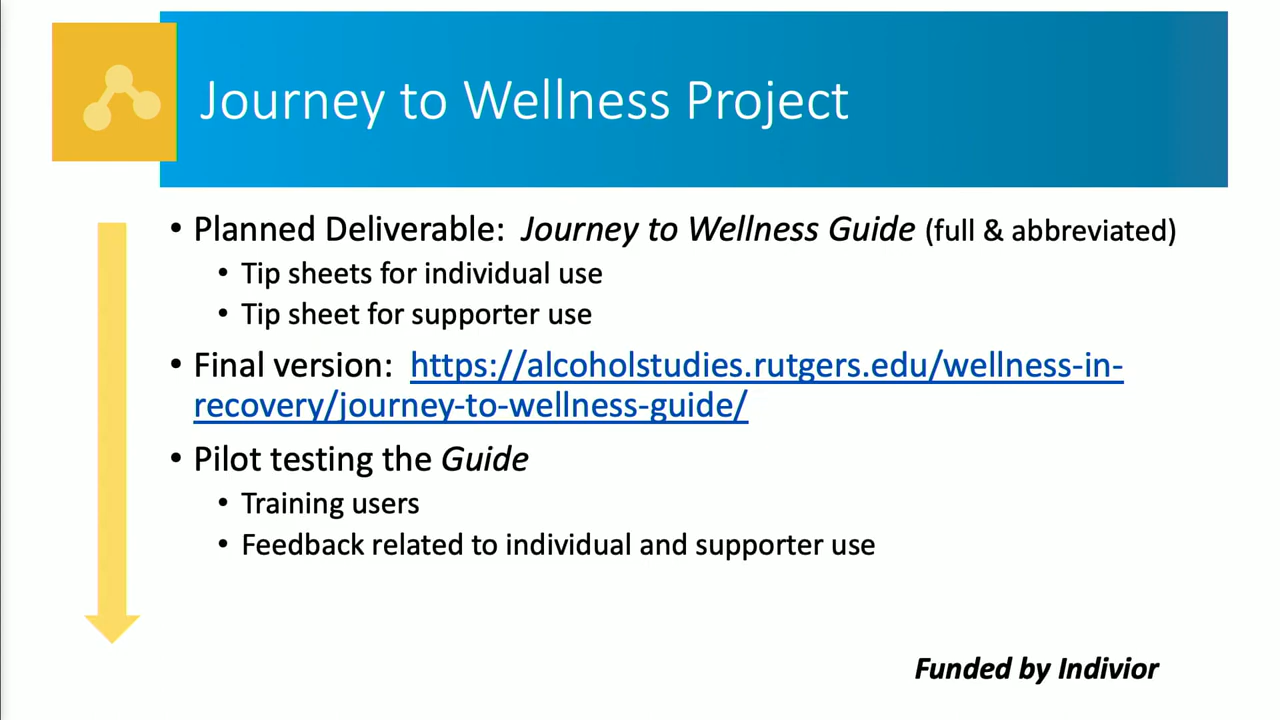 Journey to Wellness Project
• Planned Deliverable: Journey to Wellness Guide (full & abbreviated)
• Tip sheets for individual use
• Tip sheet for supporter use
• Final version: https://alcoholstudies.rutgers.edu/wellness-in-
recovery/journey-to-wellness-guide/
• Pilot testing the Guide
• Training users
• Feedback related to individual and supporter use
Funded by Indivior